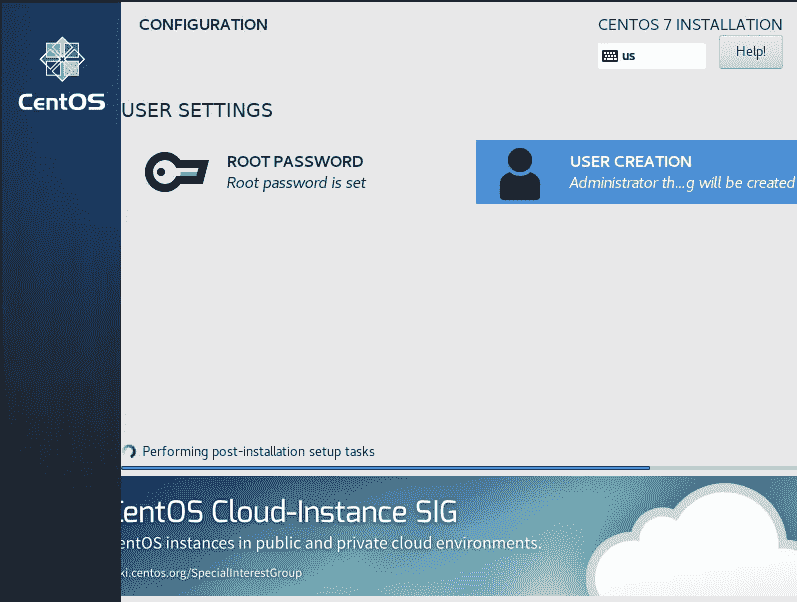 CONFIGURATION
CENTOS 7 INSTALLATION
us
Help!
CentOS
USER SETTINGS
ROOT PASSWORD
Root password is set
USER CREATION
Administrator th...g will be created
Performing post-installation setup tasks
CentOS Cloud-Instance SIG
entOS instances in public and private cloud environments.
ki.centos.org/SpecialInterestGroup